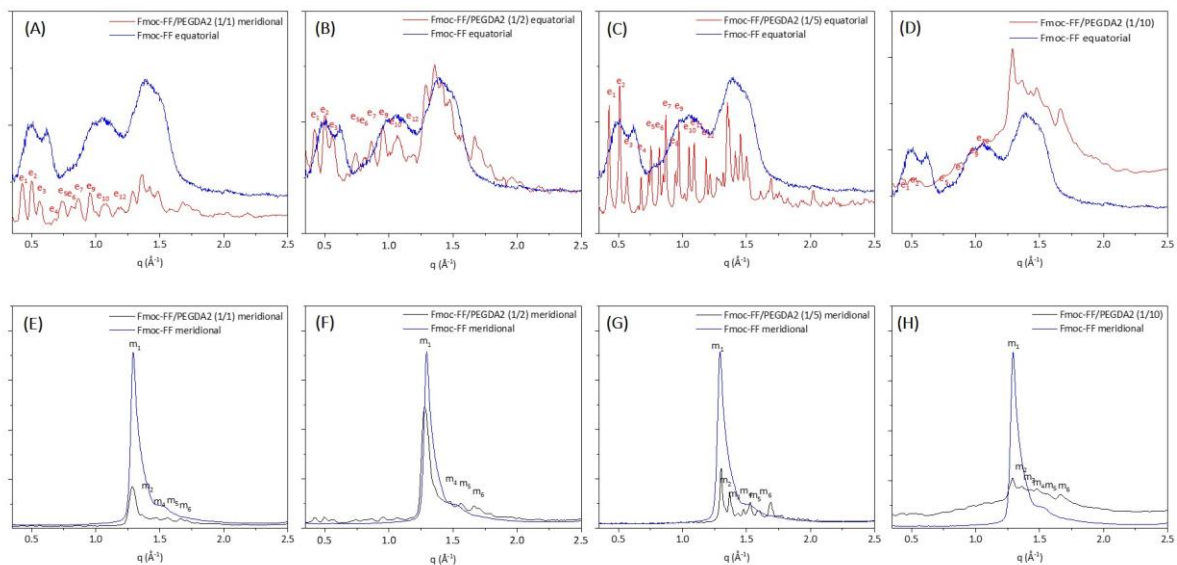 (A)
Fmoc-FF/PEGDA2 (1/1) meridional
Fmoc-FF equatorial
e1 e2 e3 e4 e5 e6 e7 e9 e10 e12
0.5 1.0 1.5 2.0 2.5
q (Å-1)
(B)
Fmoc-FF/PEGDA2 (1/2) equatorial
Fmoc-FF equatorial
e1 e2 e3 e5 e6 e7 e9 e10 e12
0.5 1.0 1.5 2.0 2.5
q (Å-1)
(C)
Fmoc-FF/PEGDA2 (1/5) equatorial
Fmoc-FF equatorial
e1 e2 e3 e4 e5 e6 e7 e9 e10 e12
0.5 1.0 1.5 2.0 2.5
q (Å-1)
(D)
Fmoc-FF/PEGDA2 (1/10)
Fmoc-FF equatorial
e1
0.5 1.0 1.5 2.0 2.5
q (Å-1)
(E)
Fmoc-FF/PEGDA2 (1/1) meridional
Fmoc-FF meridional
m1
m2 m4 m5 m6
0.5 1.0 1.5 2.0 2.5
q (Å-1)
(F)
Fmoc-FF/PEGDA2 (1/2) meridional
Fmoc-FF meridional
m1
m4 m5 m6
0.5 1.0 1.5 2.0 2.5
q (Å-1)
(G)
Fmoc-FF/PEGDA2 (1/5) meridional
Fmoc-FF meridional
m1
m2 m3 m4 m5 m6
0.5 1.0 1.5 2.0 2.5
q (Å-1)
(H)
Fmoc-FF/PEGDA2 (1/10)
Fmoc-FF meridional
m1
m2 m3 m4 m5 m6
0.5 1.0 1.5 2.0 2.5
q (Å-1)